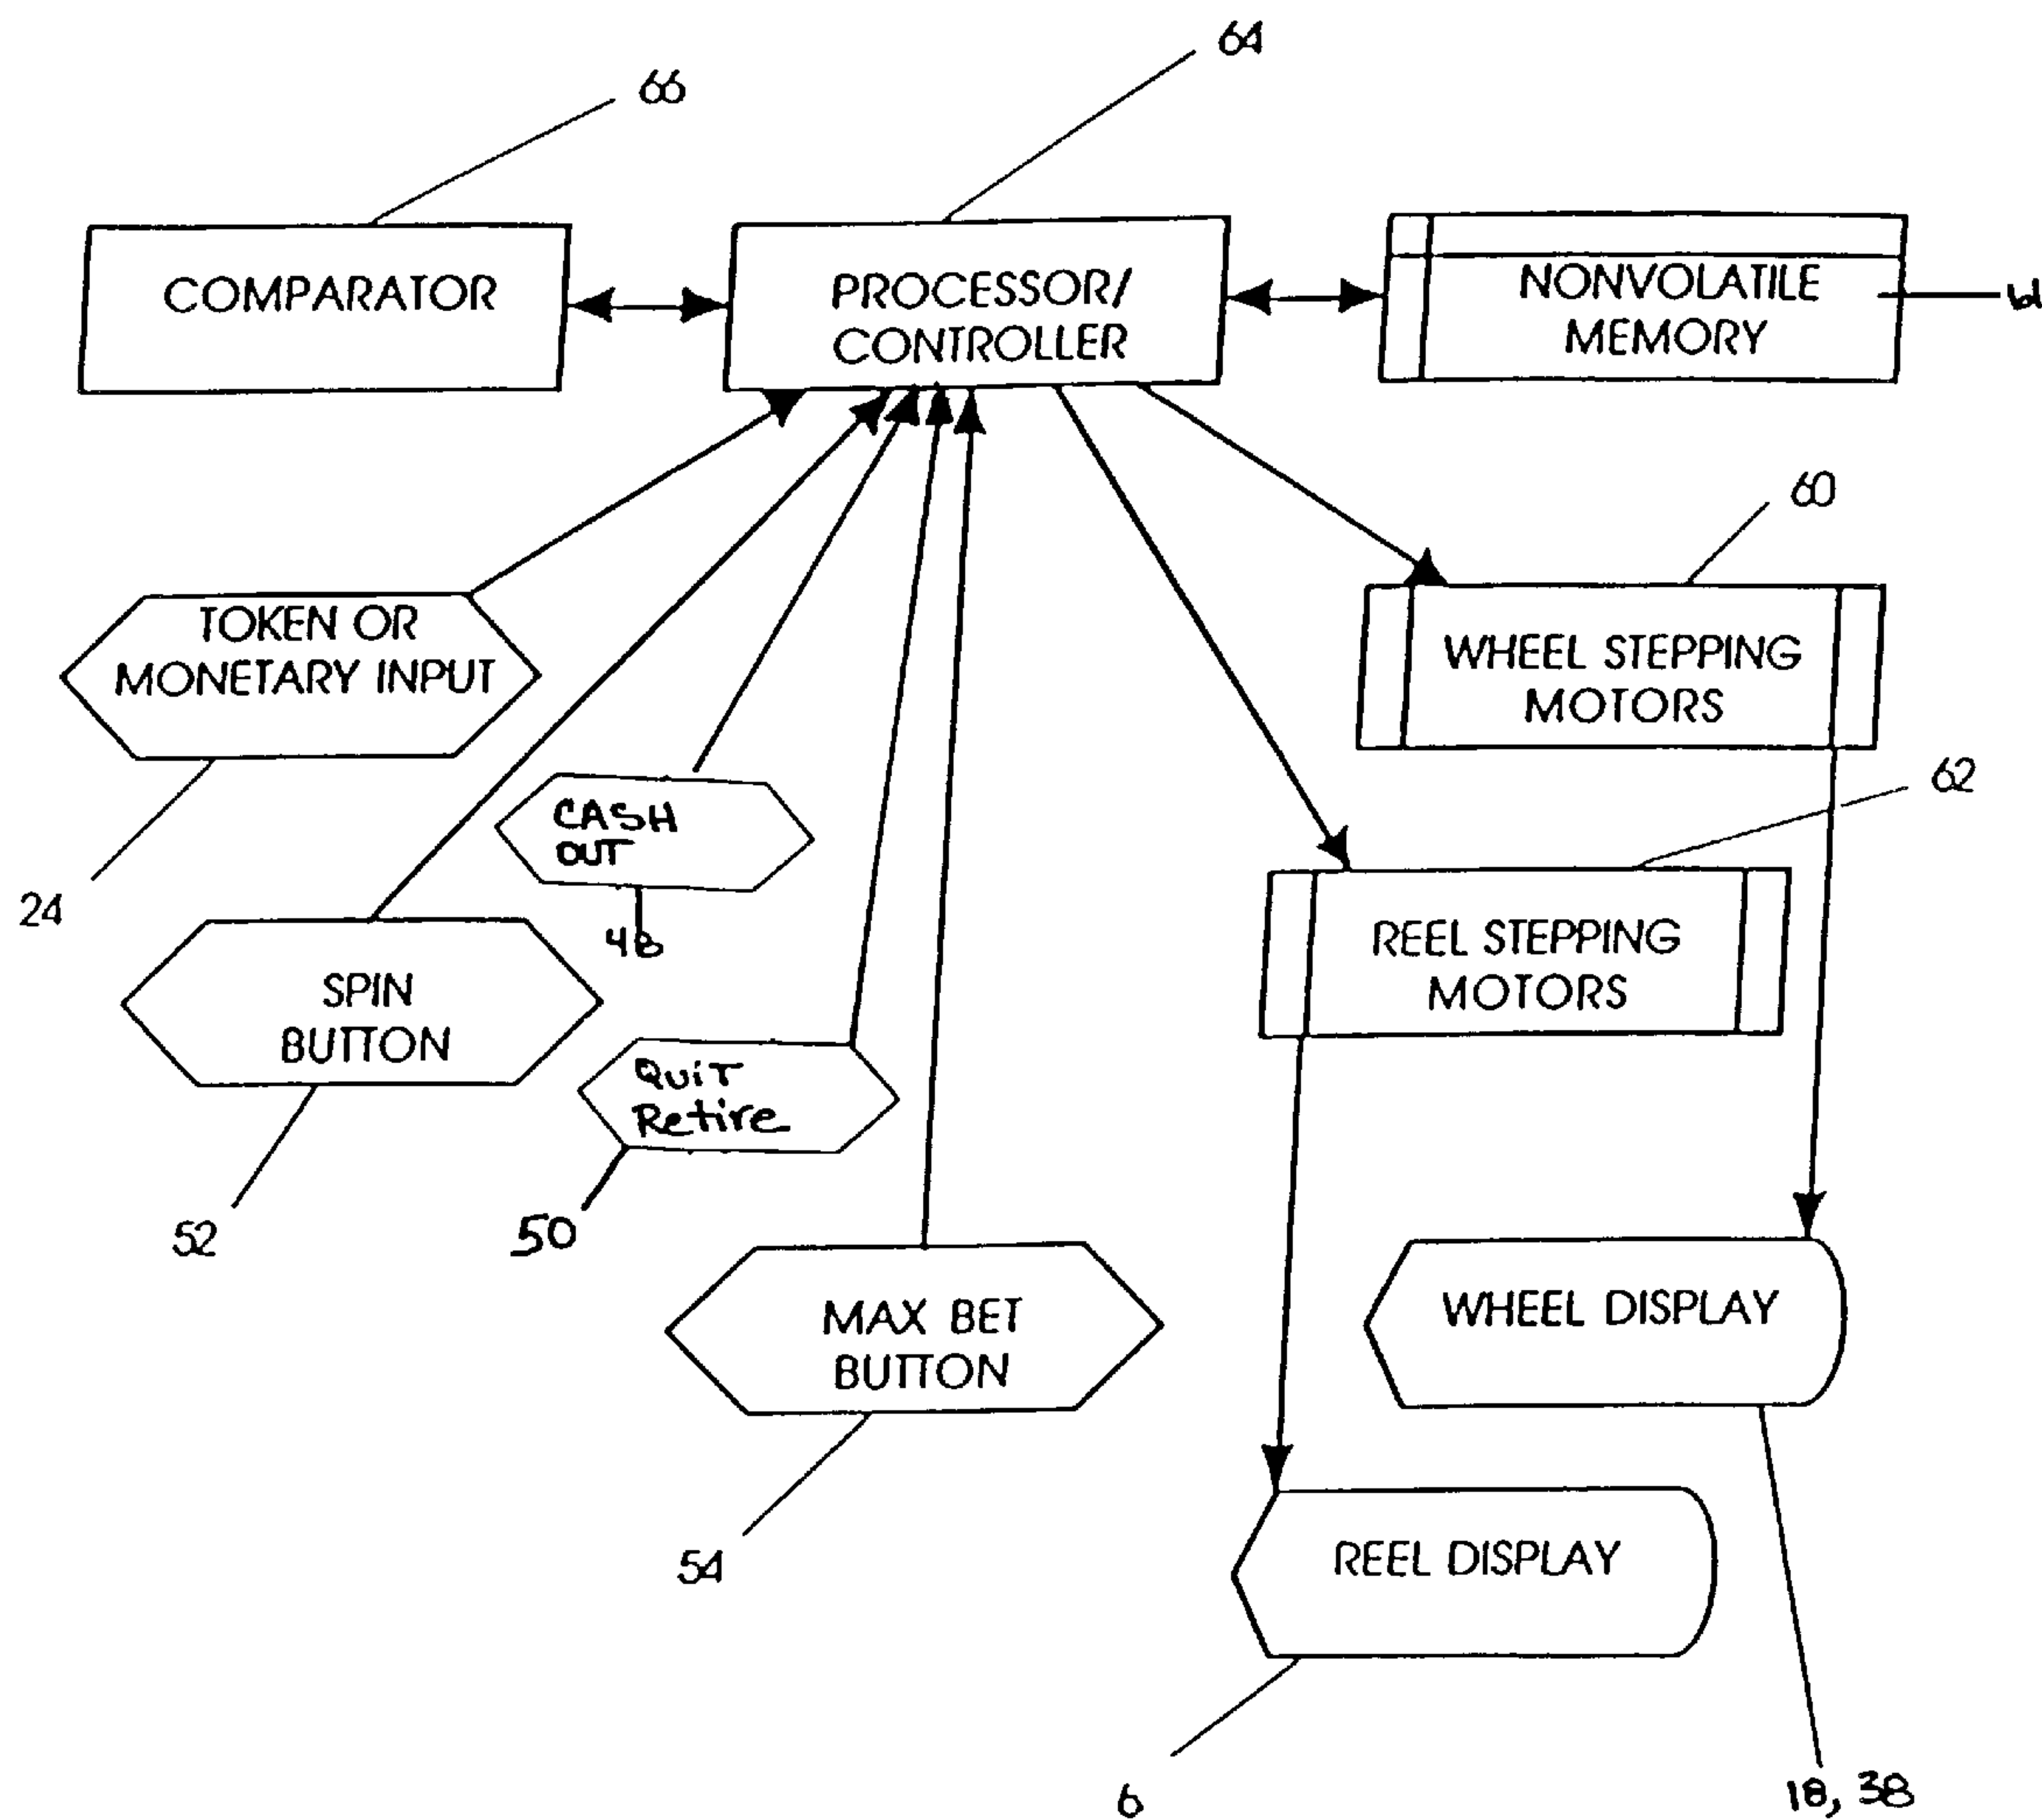 64
66
COMPARATOR
PROCESSOR/
CONTROLLER
NONVOLATILE
MEMORY
60
TOKEN OR
MONETARY INPUT
WHEEL STEPPING
MOTORS
62
CASH
OUT
24
48
REEL STEPPING
MOTORS
SPIN
BUTTON
QuiT
Retire
52
50
MAX BET
BUTTON
WHEEL DISPLAY
54
REEL DISPLAY
6
18, 38